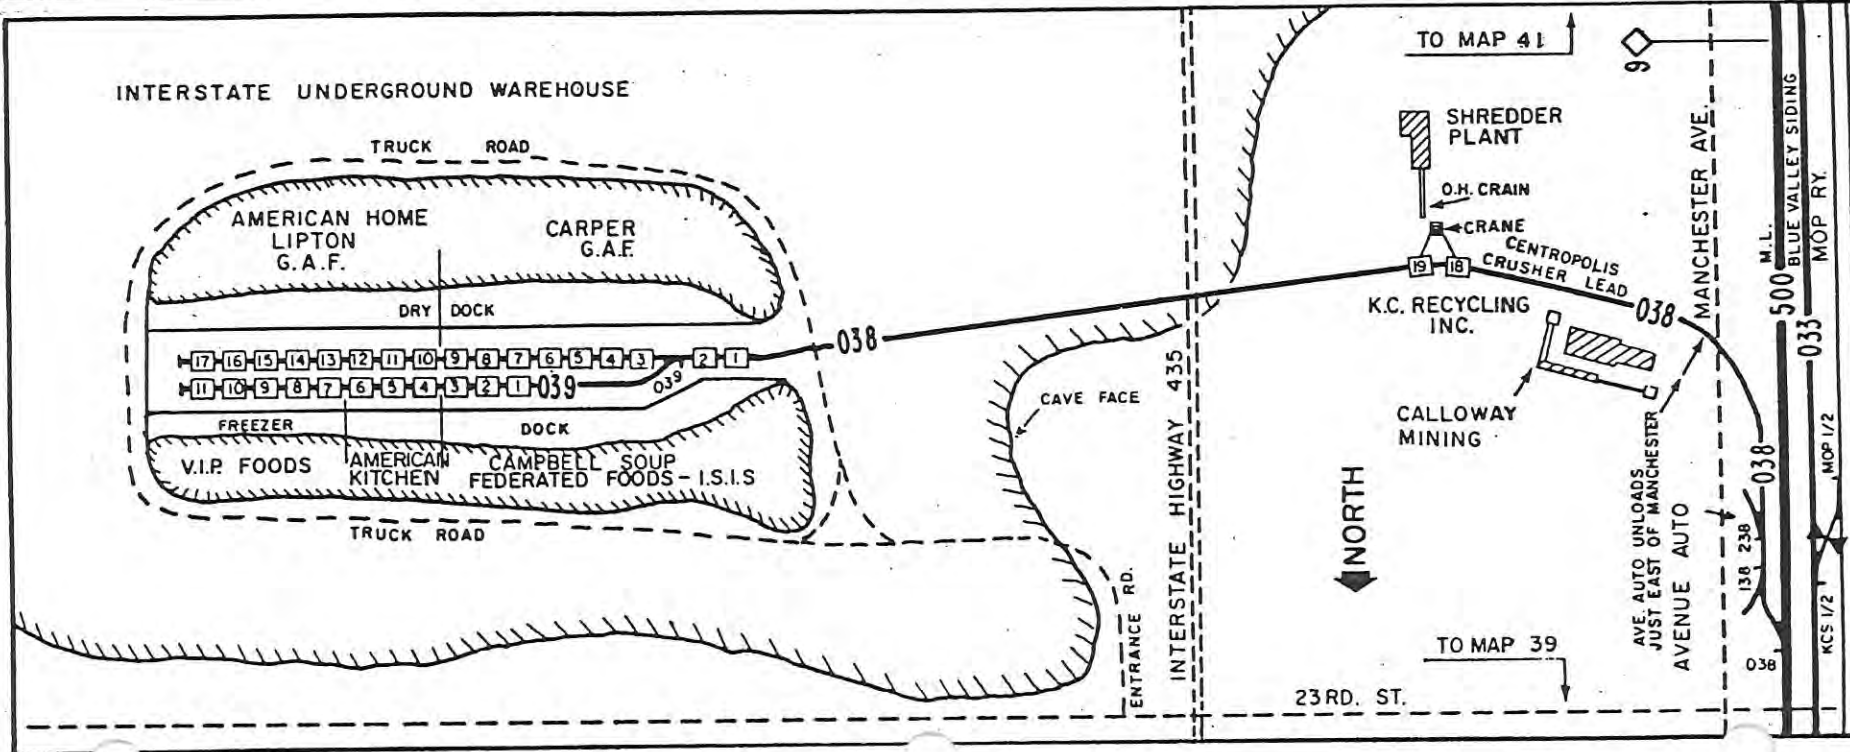 INTERSTATE UNDERGROUND WAREHOUSE
TRUCK ROAD
AMERICAN HOME
LIPTON
G.A.F.
CARPER
G.A.F.
DRY DOCK
17 16 15 14 13 12 11 10 9 8 7 6 5 4 3 2 1
11 10 9 8 7 6 5 4 3 2 1 039
039
FREEZER DOCK
V.I.P. FOODS
AMERICAN
KITCHEN
CAMPBELL SOUP
FEDERATED FOODS - I.S.I.S
TRUCK ROAD
038
CAVE FACE
ENTRANCE RD.
INTERSTATE HIGHWAY 435
TO MAP 41
9
SHREDDER
PLANT
O.H. CRAIN
CRANE
19 18
CENTROPOLIS
CRUSHER LEAD
038
K.C. RECYCLING
INC.
CALLOWAY
MINING
NORTH
TO MAP 39
23RD. ST.
AVE. AUTO UNLOADS
JUST EAST OF MANCHESTER
AVENUE AUTO
MANCHESTER AVE.
038
238
138
038
M.L.
500
BLUE VALLEY SIDING
033
MOP RY.
MOP 1/2
KCS 1/2